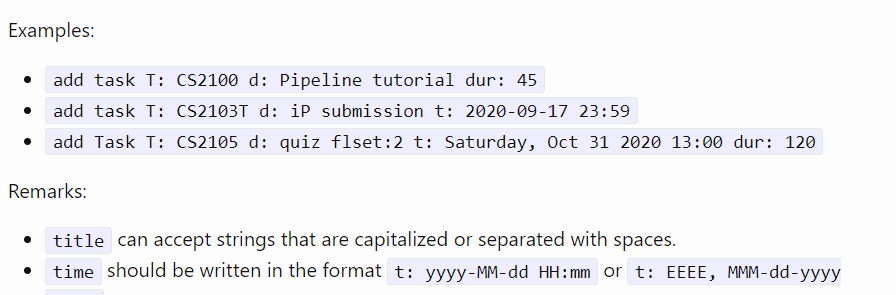 Examples:
add task T: CS2100 d: Pipeline tutorial dur: 45
add task T: CS2103T d: iP submission t: 2020-09-17 23:59
add Task T: CS2105 d: quiz flset:2 t: Saturday, Oct 31 2020 13:00 dur: 120
Remarks:
title can accept strings that are capitalized or separated with spaces.
time should be written in the format t: yyyy-MM-dd HH:mm or t: EEEE, MMM-dd-yyyy